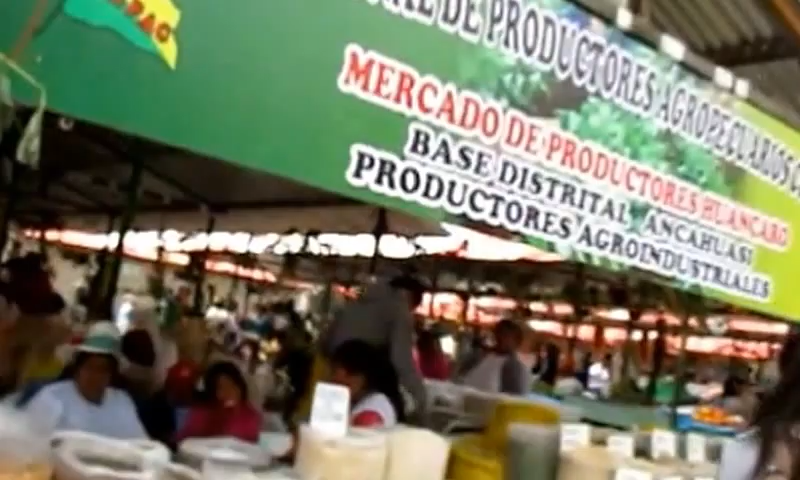 DE PRODUCTORES AGROPECUARIOS
MERCADO DE PRODUCTORES HUANCARO
BASE DISTRITAL ANCAHUASI
PRODUCTORES AGROINDUSTRIALES